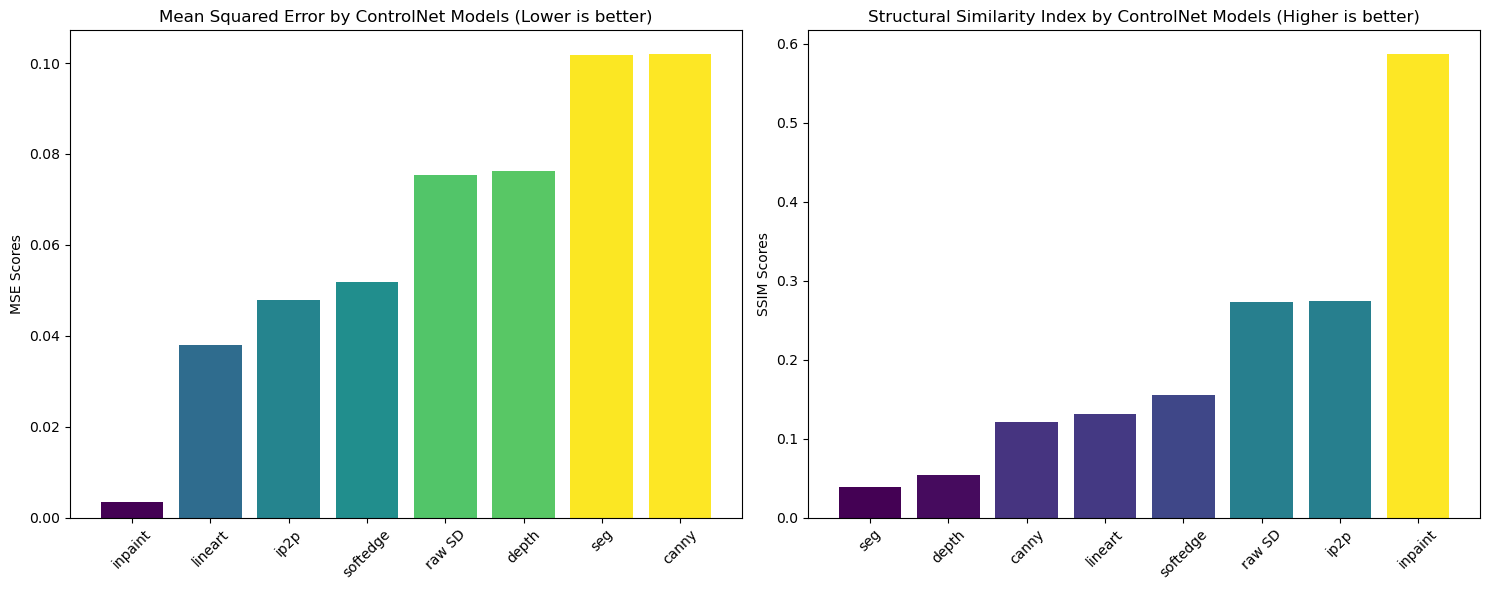 Mean Squared Error by ControlNet Models (Lower is better)
MSE Scores
0.10
0.08
0.06
0.04
0.02
0.00
inpaint
lineart
ip2p
softedge
raw SD
depth
seg
canny
Structural Similarity Index by ControlNet Models (Higher is better)
SSIM Scores
0.6
0.5
0.4
0.3
0.2
0.1
0.0
seg
depth
canny
lineart
softedge
raw SD
ip2p
inpaint